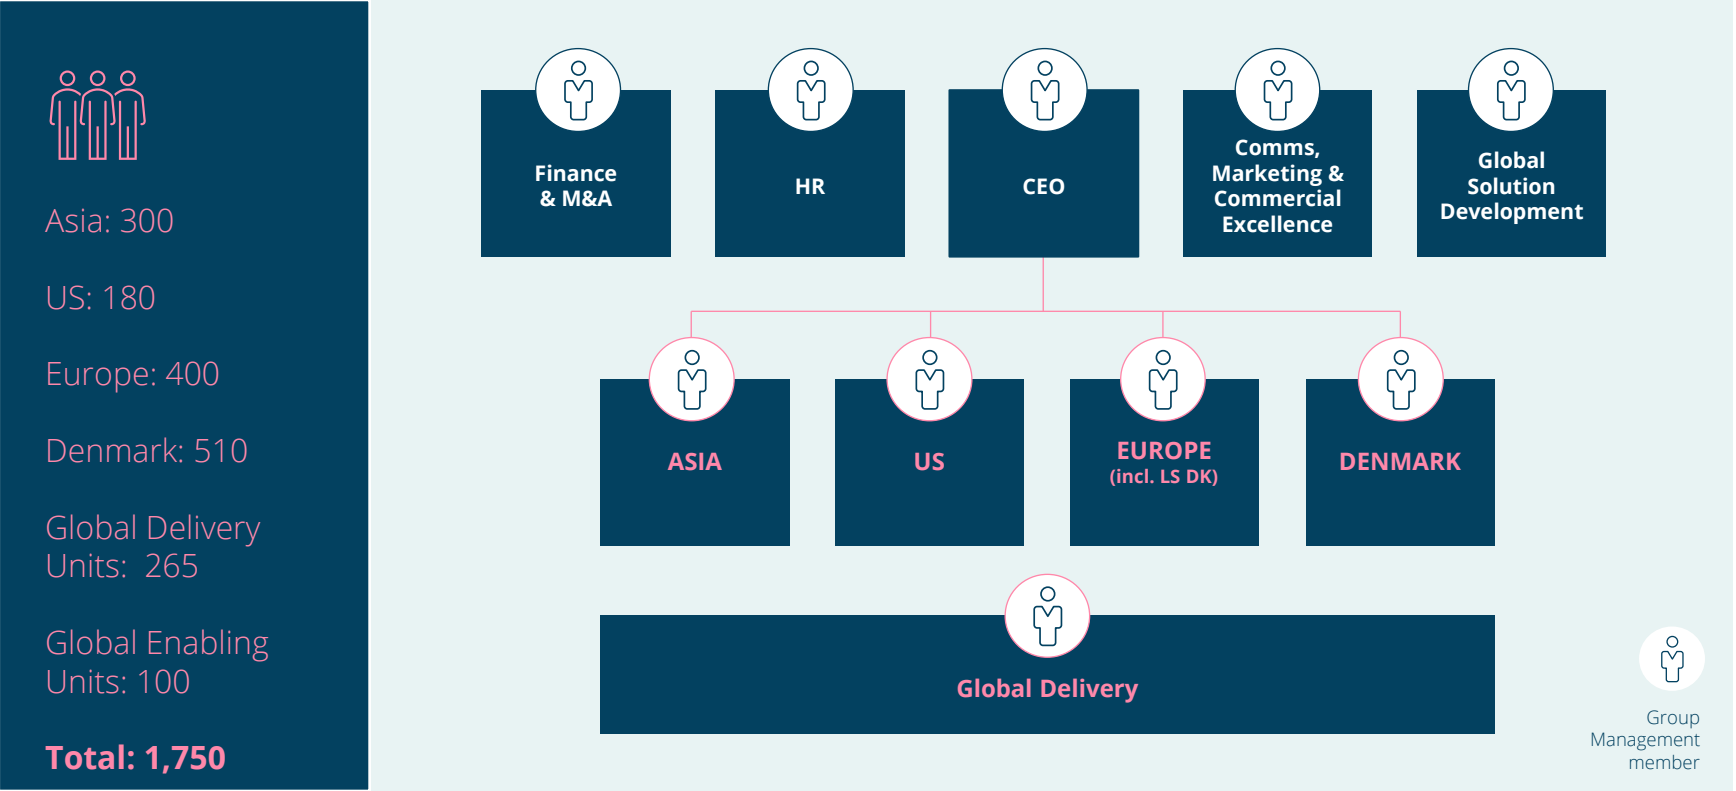 Asia: 300
US: 180
Europe: 400
Denmark: 510
Global Delivery
Units:  265
Global Enabling
Units: 100
Total: 1,750
Finance
& M&A
HR
CEO
Comms,
Marketing &
Commercial
Excellence
Global
Solution
Development
ASIA
US
EUROPE
(incl. LS DK)
DENMARK
Global Delivery
Group
Management
member